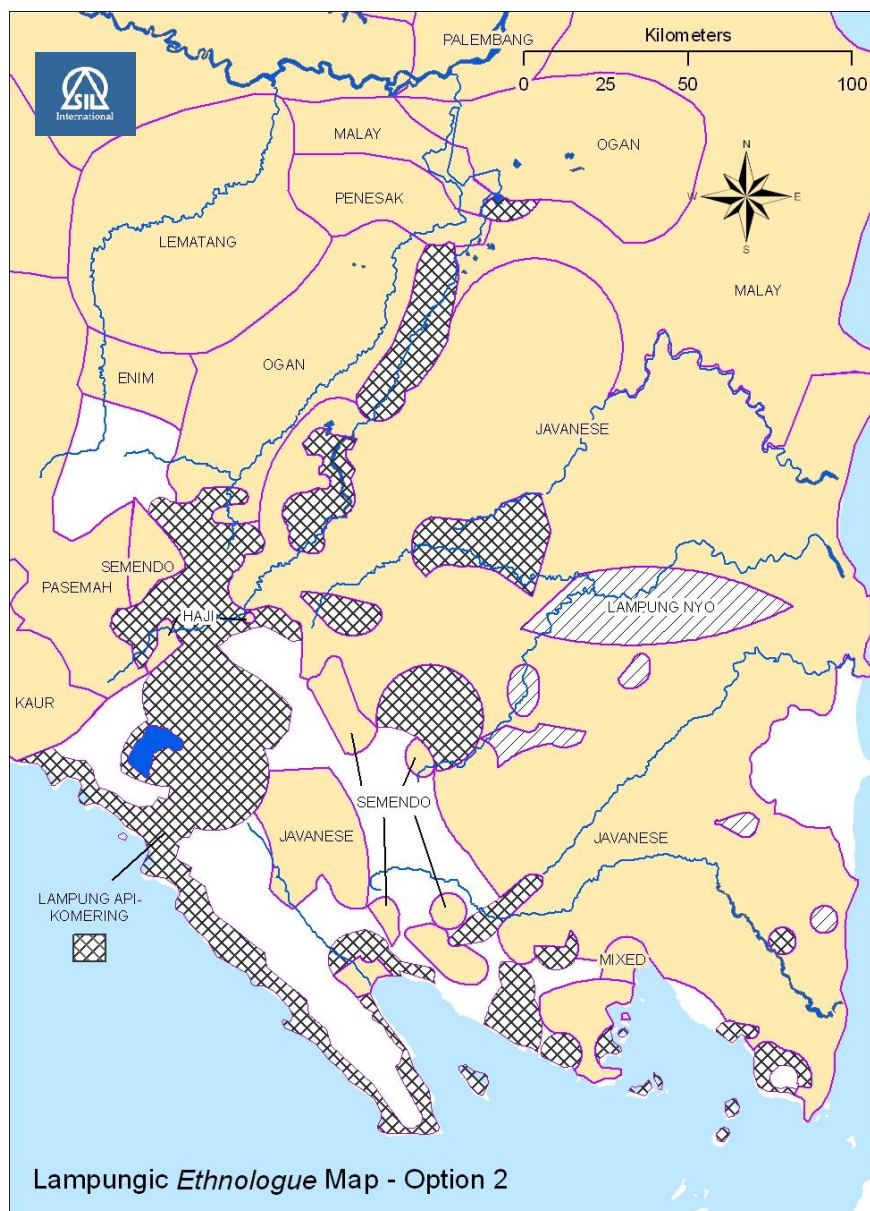 SIL
International
PALEMBANG
Kilometers
0 25 50 100
MALAY
OGAN
N
W E
S
PENESAK
LEMATANG
MALAY
OGAN
ENIM
JAVANESE
SEMENDO
PASEMAH
HAJI
LAMPUNG NYO
KAUR
SEMENDO
JAVANESE
JAVANESE
LAMPUNG API-
KOMERING
MIXED
Lampungic Ethnologue Map - Option 2